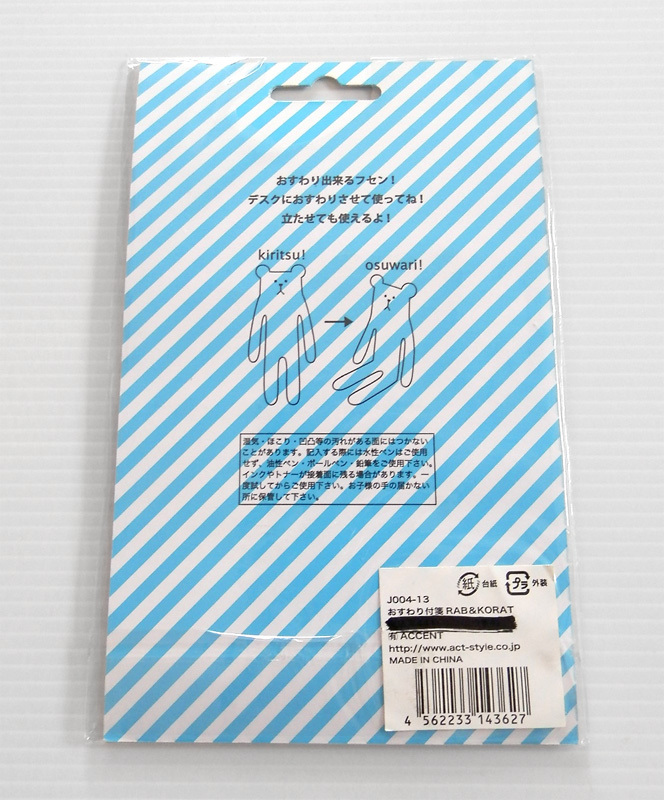 おすわり出来るフセン！
デスクにおすわりさせて使ってね！
立たせても使えるよ！
kiritsu!
osuwari!
湿気・ほこり・凹凸等の汚れがある面にはつかない
ことがあります。記入する際には水性ペンはご使用
せず、油性ペン・ボールペン・鉛筆をご使用下さい。
インクやトナーが接着面に残る場合があります。一
度試してからご使用下さい。お子様の手の届かない
所に保管して下さい。
紙 台紙 プラ 外装
J004-13
おすわり付箋 RAB＆KORAT
㈲ ACCENT
http://www.act-style.co.jp
MADE IN CHINA
4 562233 143627